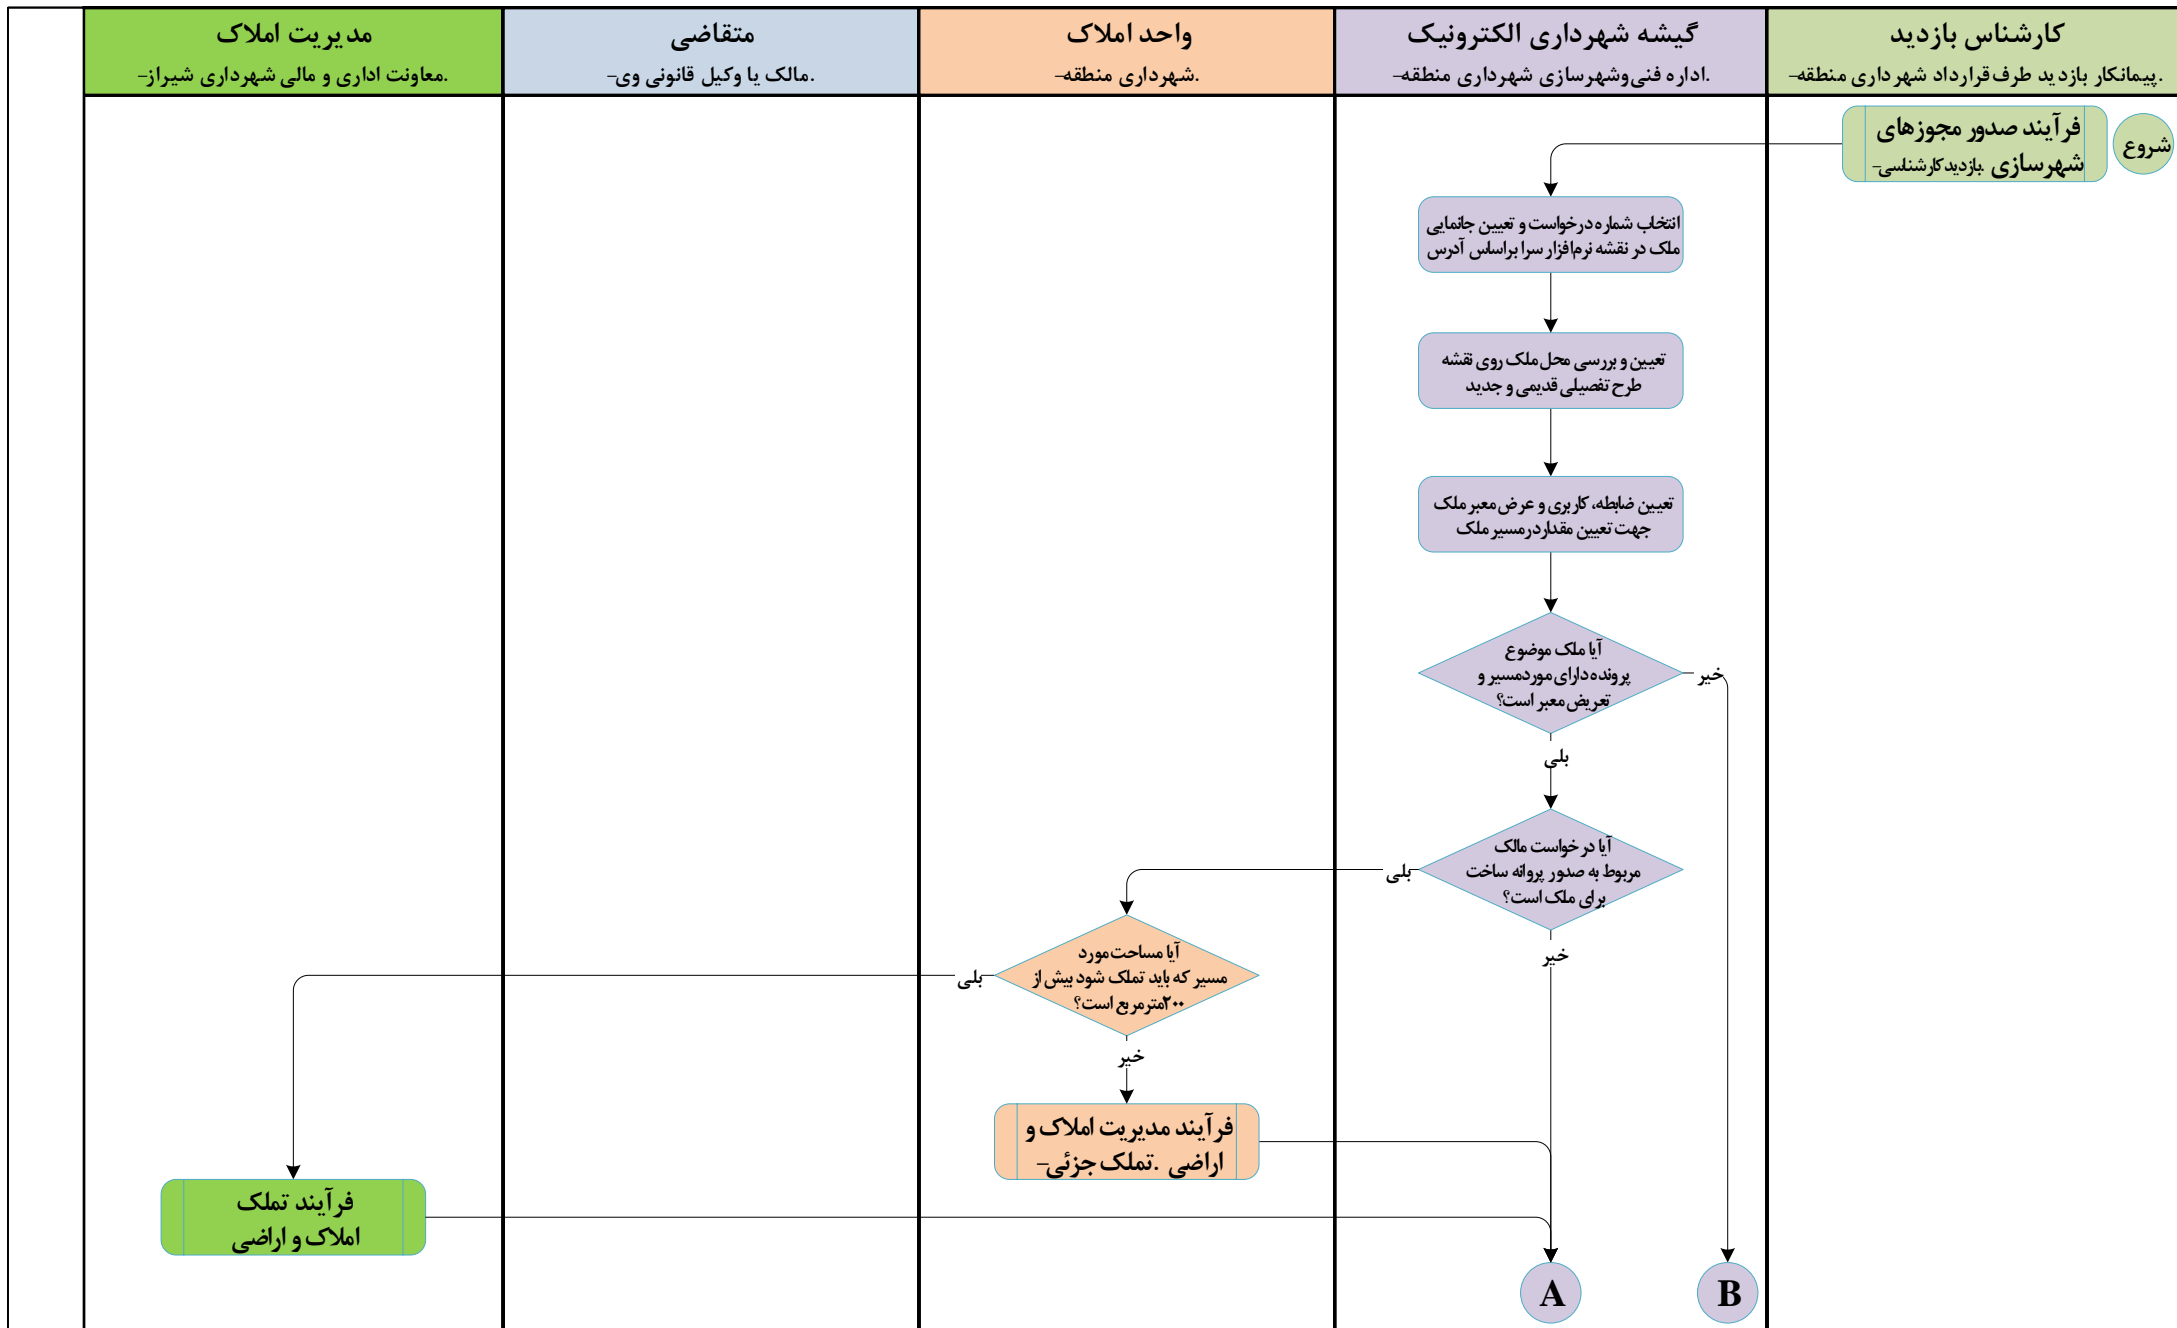 کارشناس بازدید
.پیمانکار بازدید طرف قرارداد شهرداری منطقه-
گیشه شهرداری الکترونیک
.اداره فنی‌وشهرسازی شهرداری منطقه-
واحد املاک
.شهرداری منطقه-
متقاضی
.مالک یا وکیل قانونی وی-
مدیریت املاک
.معاونت اداری و مالی شهرداری شیراز-
شروع
فرآیند صدور مجوزهای
شهرسازی .بازدیدکارشناسی-
انتخاب شماره درخواست و تعیین جانمایی
ملک در نقشه نرم‌افزار سرا براساس آدرس
تعیین و بررسی محل ملک روی نقشه
طرح تفصیلی قدیمی و جدید
تعیین ضابطه، کاربری و عرض معبر ملک
جهت تعیین مقداردرمسیر ملک
آیا ملک موضوع
پرونده دارای موردمسیر و
تعریض معبر است؟
خیر
بلی
آیا درخواست مالک
مربوط به صدور پروانه ساخت
برای ملک است؟
بلی
خیر
آیا مساحت مورد
مسیر که باید تملک شود بیش از
۲۰۰مترمربع است؟
بلی
خیر
فرآیند مدیریت املاک و
اراضی .تملک جزئی-
فرآیند تملک
املاک و اراضی
A
B